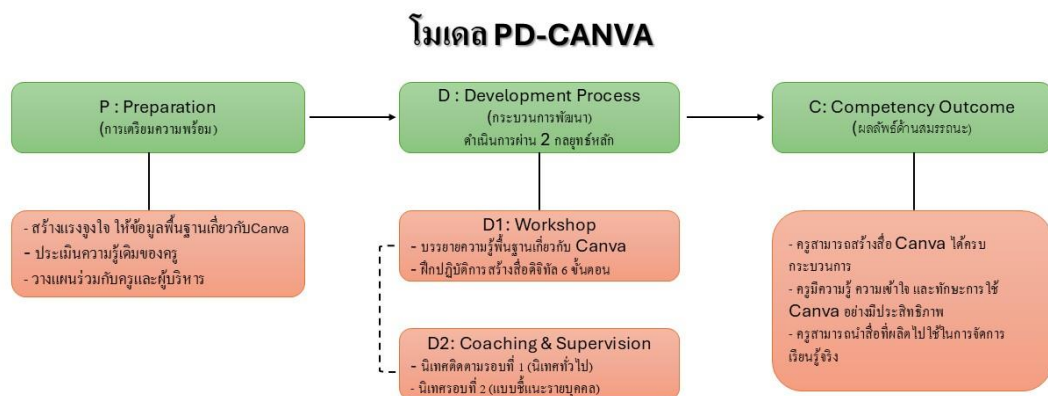 โมเดล PD-CANVA
P : Preparation
(การเตรียมความพร้อม)
D : Development Process
(กระบวนการพัฒนา)
ดำเนินการผ่าน 2 กลยุทธ์หลัก
C: Competency Outcome
(ผลลัพธ์ด้านสมรรถนะ)
- สร้างแรงจูงใจ ให้ข้อมูลพื้นฐานเกี่ยวกับCanva
- ประเมินความรู้เดิมของครู
- วางแผนร่วมกับครูและผู้บริหาร
D1: Workshop
- บรรยายความรู้พื้นฐานเกี่ยวกับ Canva
- ฝึกปฏิบัติการสร้างสื่อดิจิทัล 6 ขั้นตอน
D2: Coaching & Supervision
- นิเทศติดตามรอบที่ 1 (นิเทศทั่วไป)
- นิเทศรอบที่ 2 (แบบชี้แนะรายบุคคล)
- ครูสามารถสร้างสื่อ Canva ได้ครบ
กระบวนการ
- ครูมีความรู้ ความเข้าใจ และทักษะการใช้
Canva อย่างมีประสิทธิภาพ
- ครูสามารถนำสื่อที่ผลิตไปใช้ในการจัดการ
เรียนรู้จริง